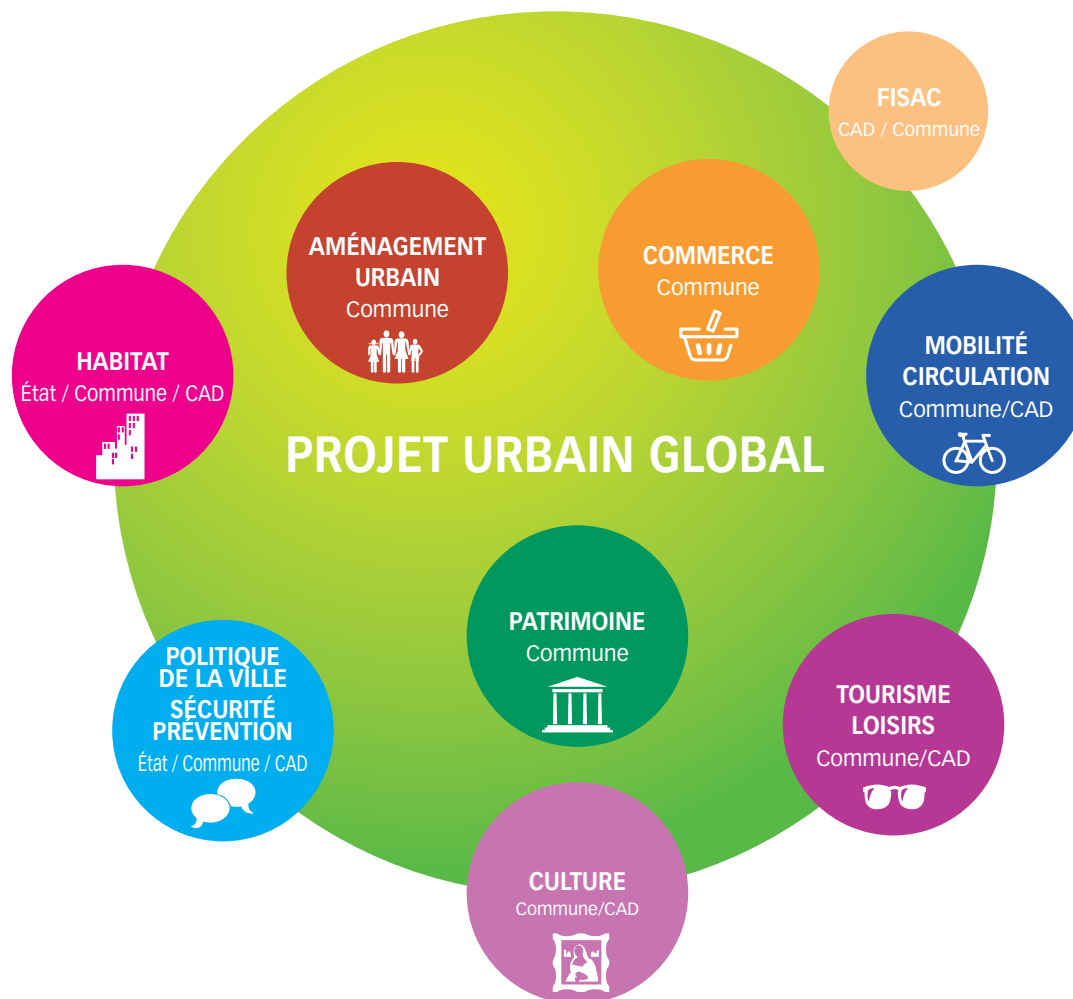 FISAC
CAD / Commune
AMÉNAGEMENT
URBAIN
Commune
COMMERCE
Commune
HABITAT
État / Commune / CAD
MOBILITÉ
CIRCULATION
Commune/CAD
PROJET URBAIN GLOBAL
PATRIMOINE
Commune
POLITIQUE
DE LA VILLE
SÉCURITÉ
PRÉVENTION
État / Commune / CAD
TOURISME
LOISIRS
Commune/CAD
CULTURE
Commune/CAD